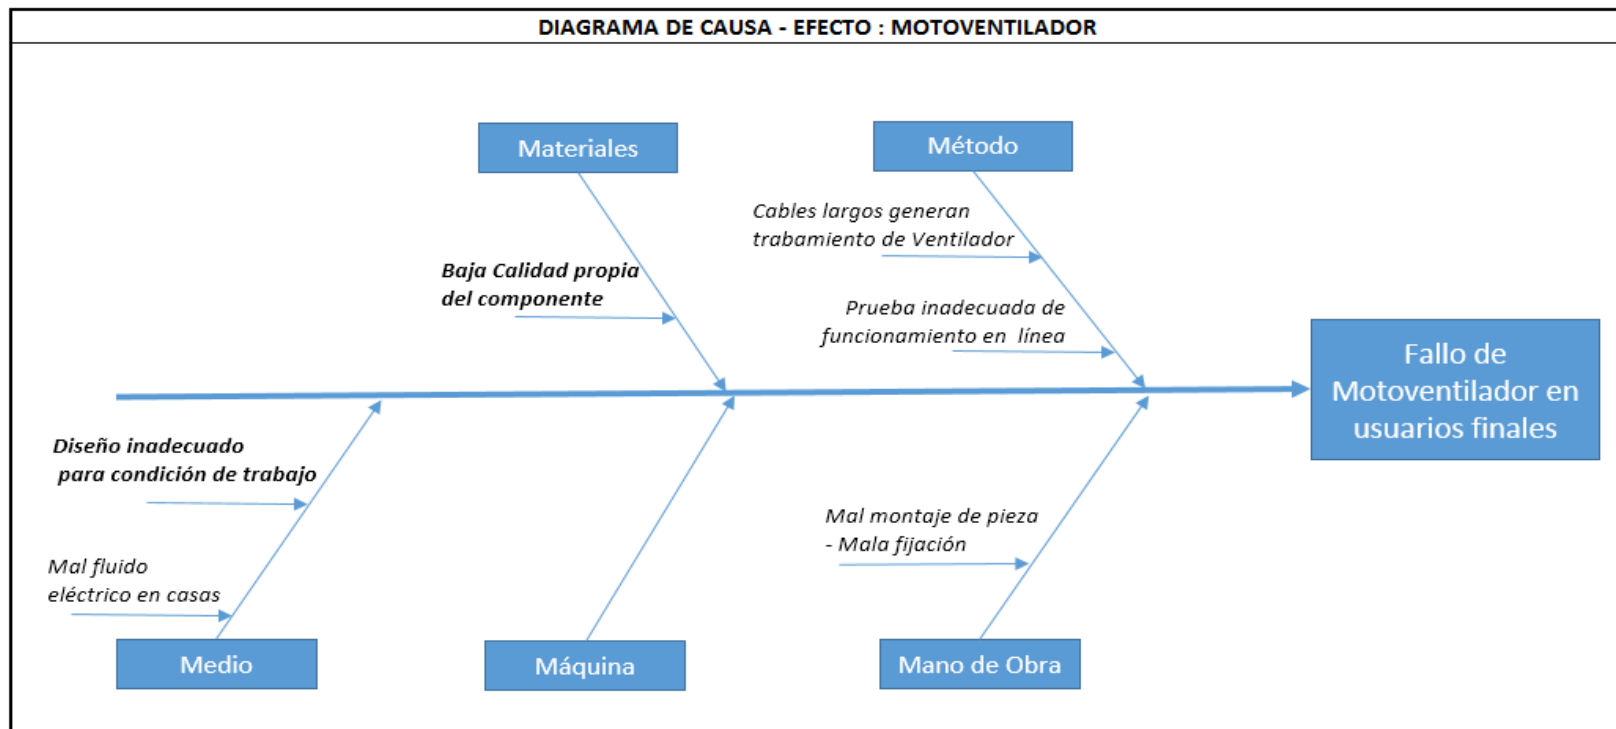 DIAGRAMA DE CAUSA - EFECTO : MOTOVENTILADOR
Materiales
Método
Cables largos generan
trabamiento de Ventilador
Baja Calidad propia
del componente
Prueba inadecuada de
funcionamiento en línea
Fallo de
Motoventilador en
usuarios finales
Diseño inadecuado
para condición de trabajo
Mal montaje de pieza
- Mala fijación
Mal fluido
eléctrico en casas
Medio
Máquina
Mano de Obra